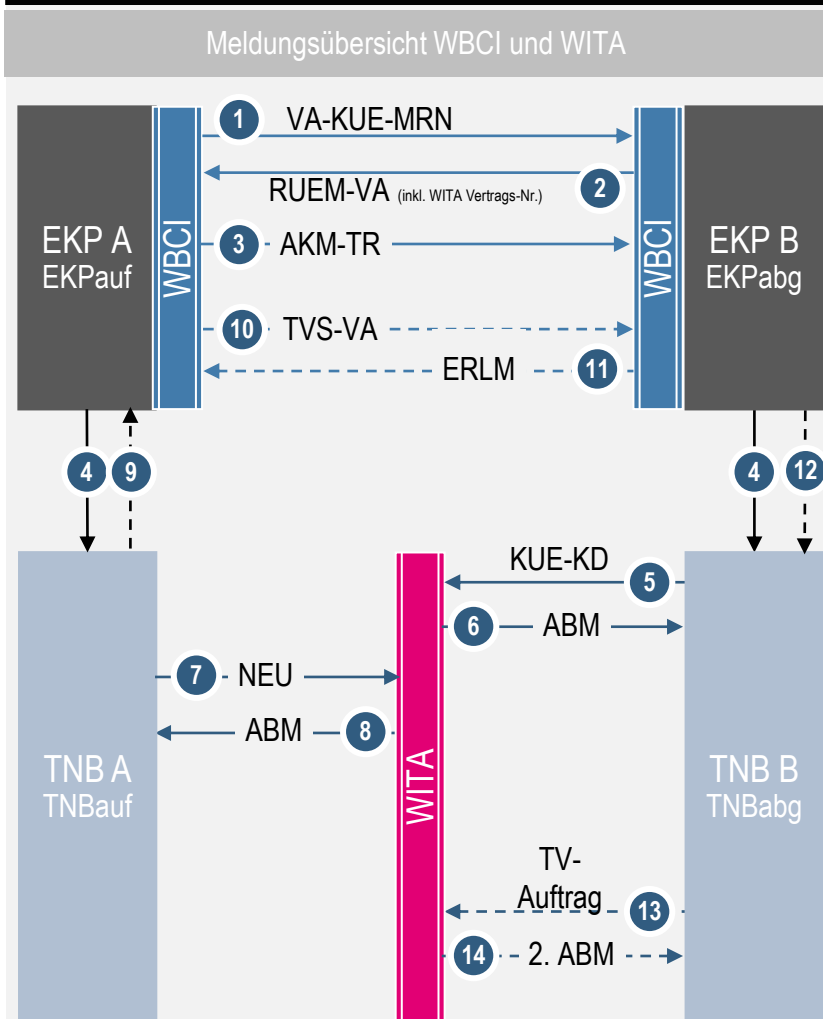 Meldungsübersicht WBCI und WITA
1 VA-KUE-MRN
RUEM-VA (inkl. WITA Vertrags-Nr.) 2
EKP A
EKPauf
WBCI
3 AKM-TR
WBCI
EKP B
EKPabg
10 TVS-VA
ERLM 11
4 9
4 12
KUE-KD 5
6 ABM
7 NEU
ABM 8
TNB A
TNBauf
WITA
TNB B
TNBabg
TV-
Auftrag 13
14 2. ABM